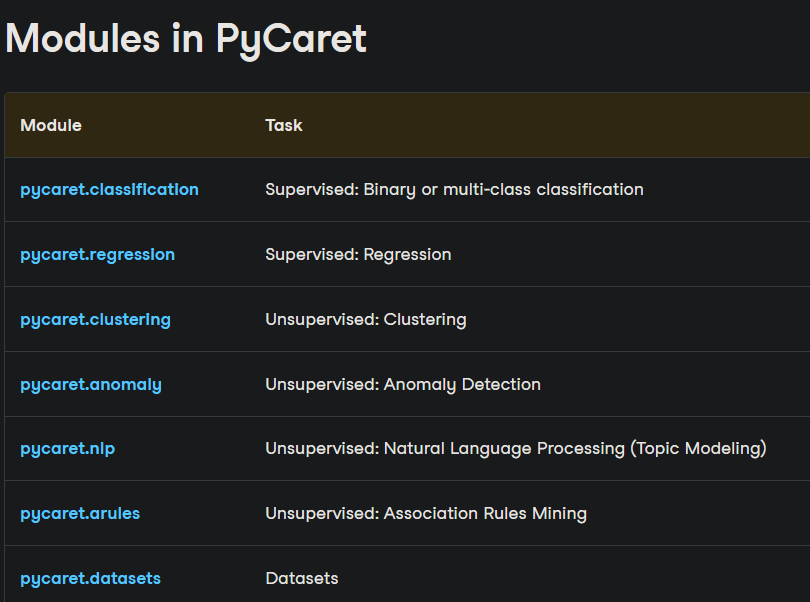 Modules in PyCaret
Module Task
pycaret.classification Supervised: Binary or multi-class classification
pycaret.regression Supervised: Regression
pycaret.clustering Unsupervised: Clustering
pycaret.anomaly Unsupervised: Anomaly Detection
pycaret.nlp Unsupervised: Natural Language Processing (Topic Modeling)
pycaret.arules Unsupervised: Association Rules Mining
pycaret.datasets Datasets